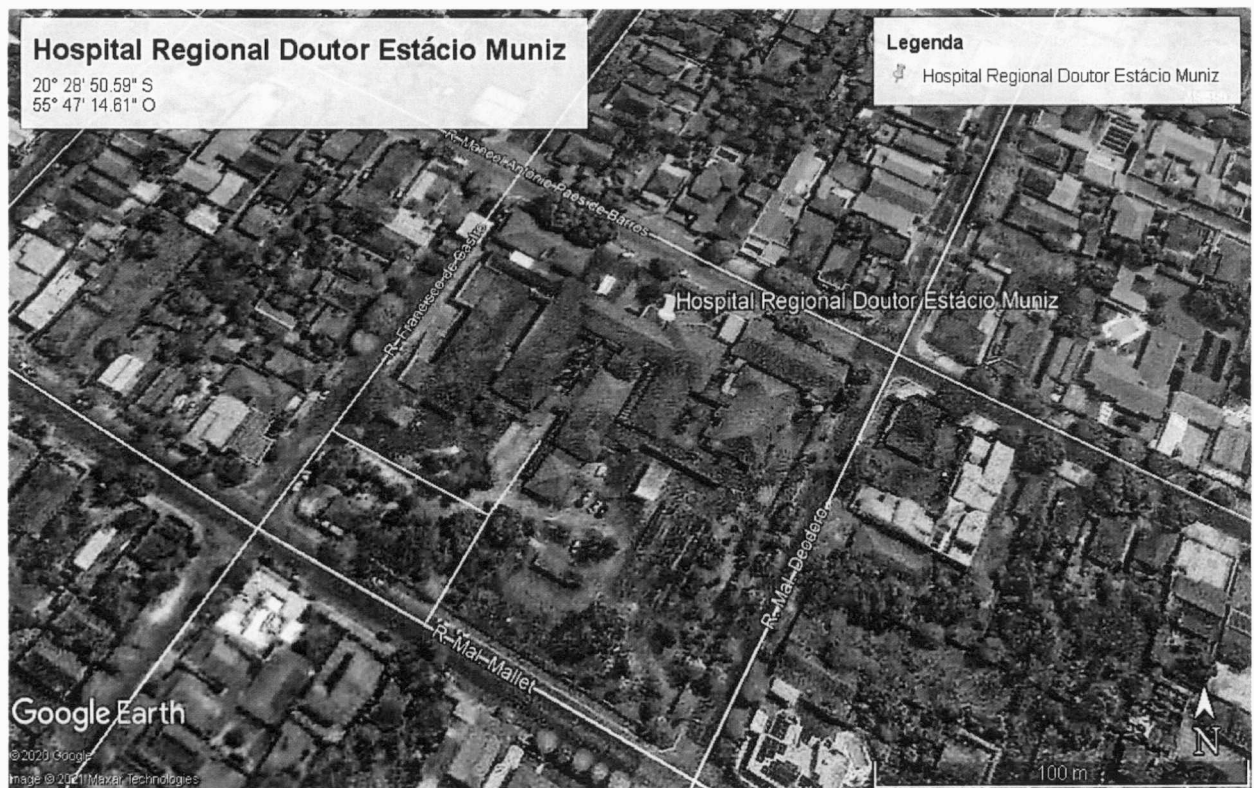 Hospital Regional Doutor Estácio Muniz
20° 28' 50.59" S
55° 47' 14.61" O
Legenda
Hospital Regional Doutor Estácio Muniz
R. Manoel Antonio Paes de Barros
R. Francisco de Castro
Hospital Regional Doutor Estácio Muniz
R. Mal. Deodoro
R. Mal. Mallet
Google Earth
© 2020 Google
Image © 2021 Maxar Technologies
100 m
N